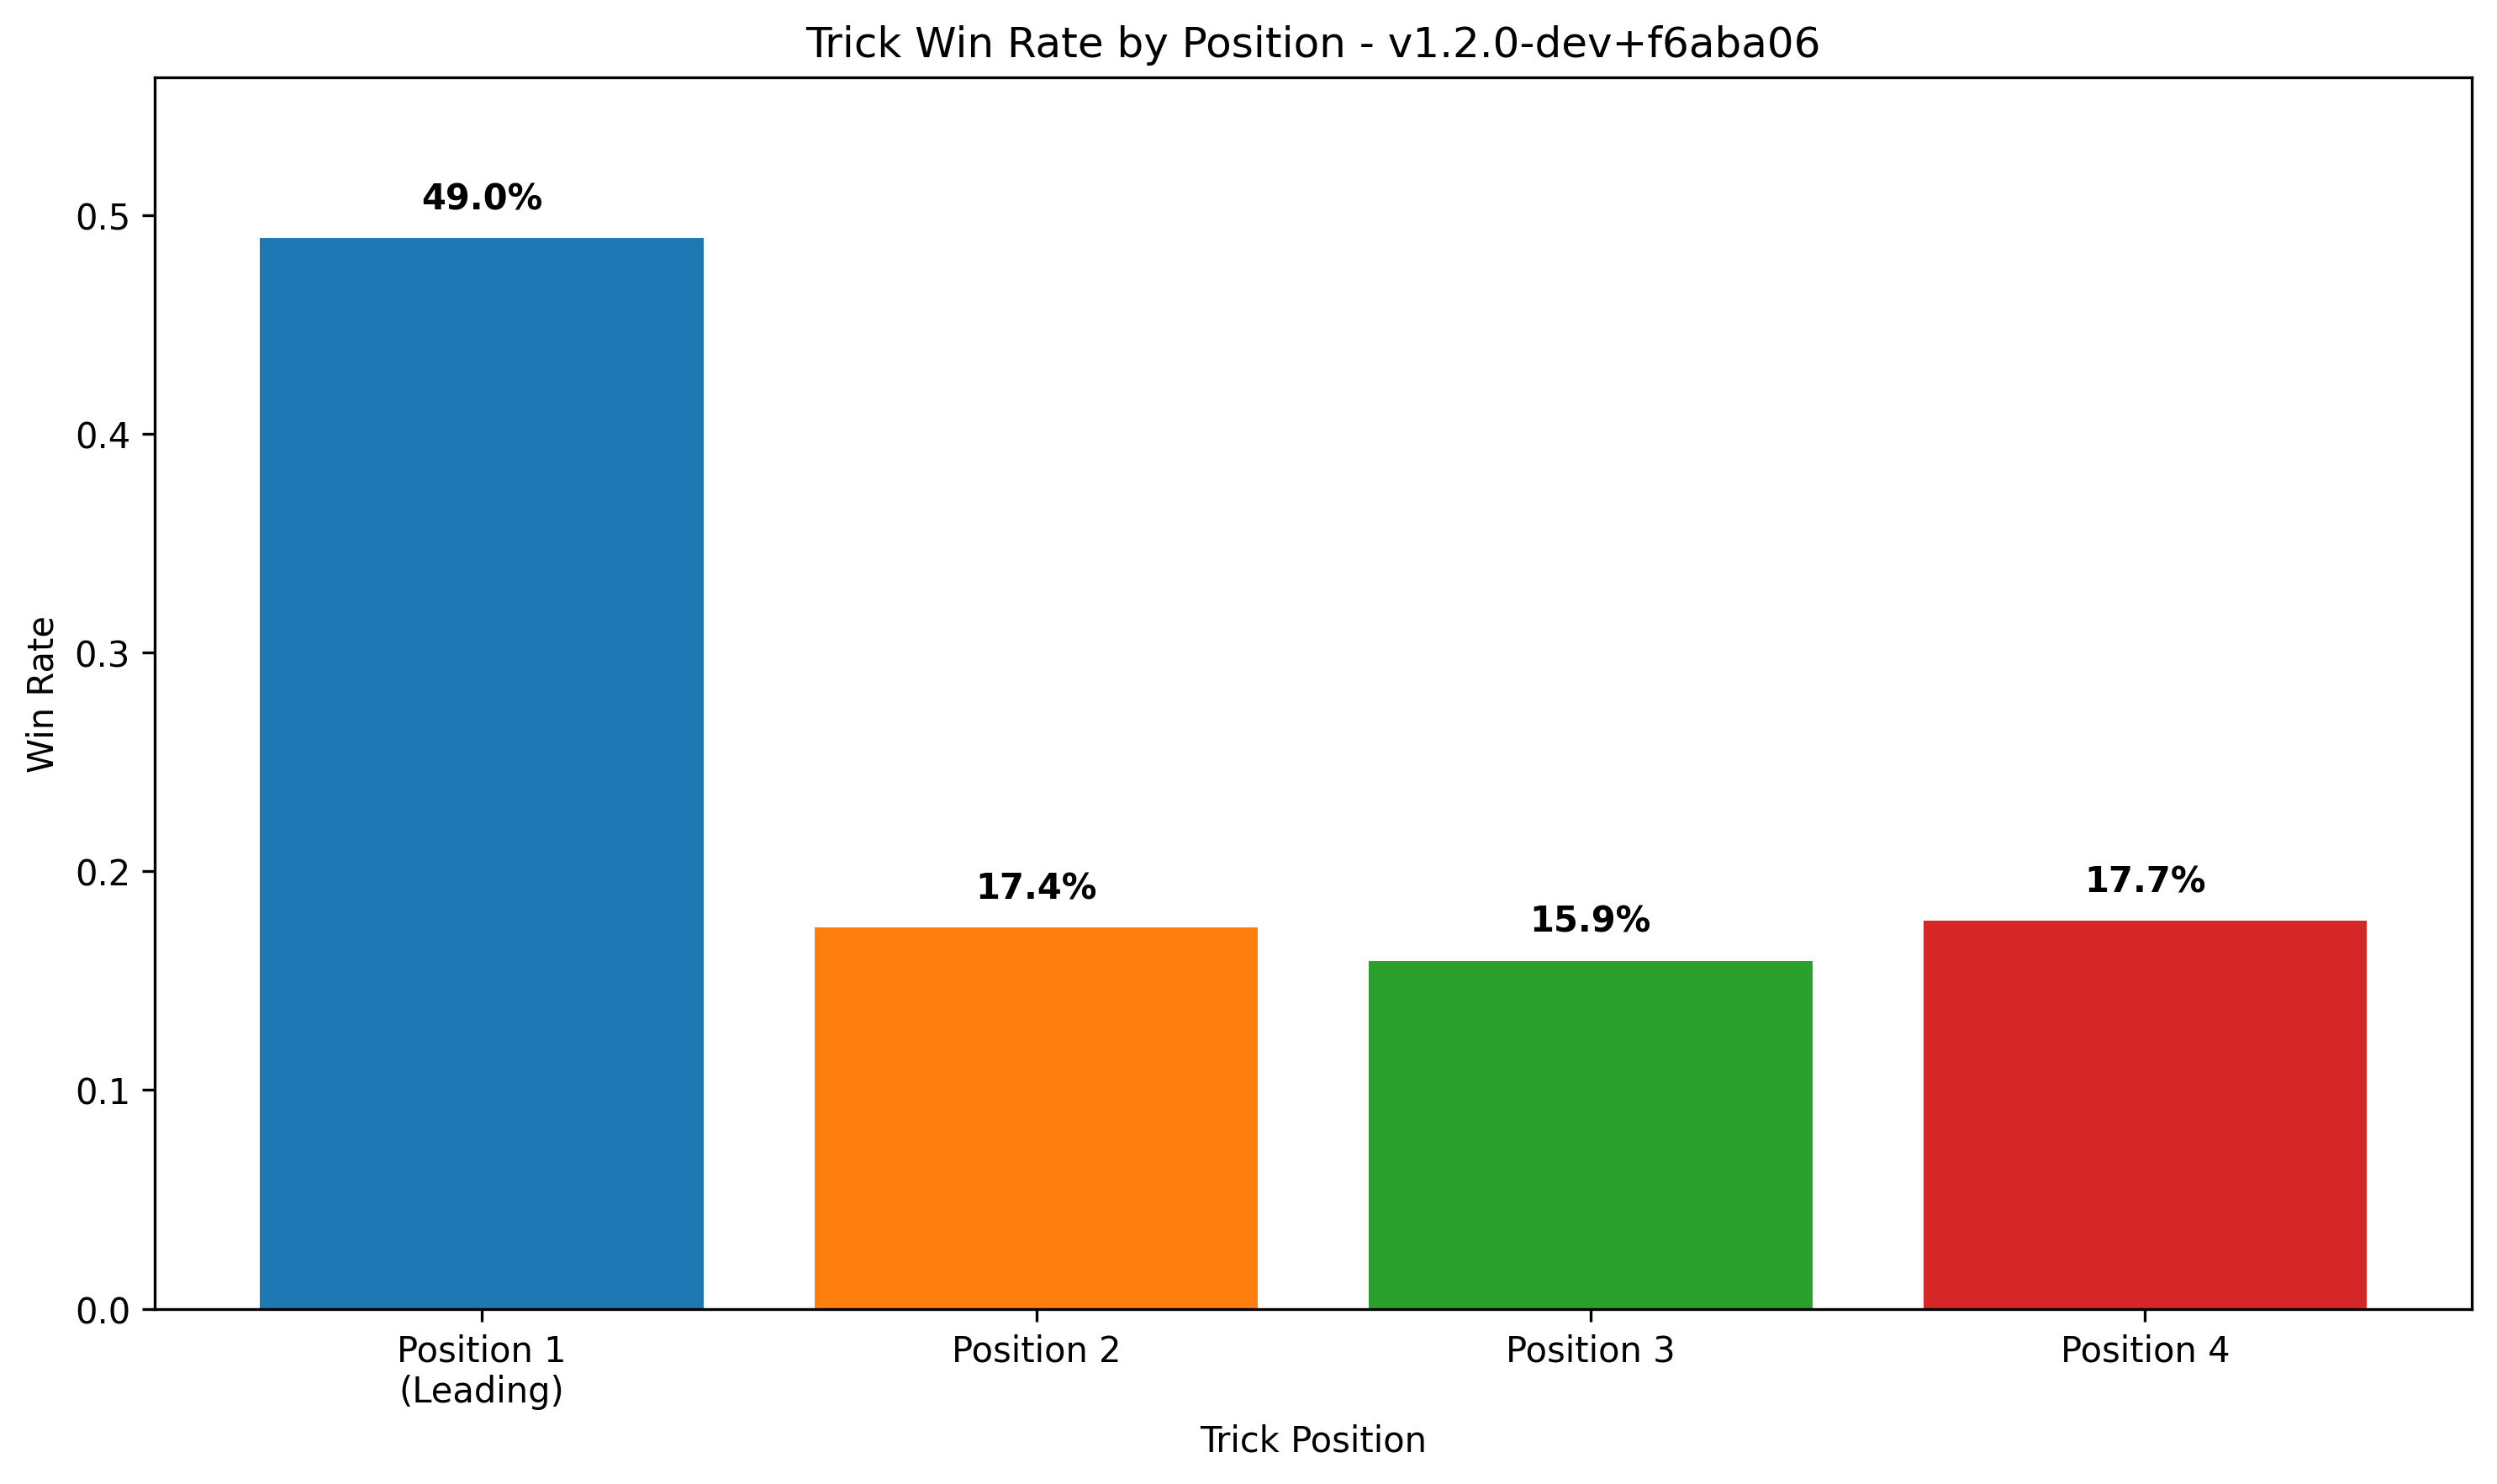 Trick Win Rate by Position - v1.2.0-dev+f6aba06
Win Rate
0.5
0.4
0.3
0.2
0.1
0.0
49.0%
17.4%
15.9%
17.7%
Position 1
(Leading)
Position 2
Position 3
Position 4
Trick Position